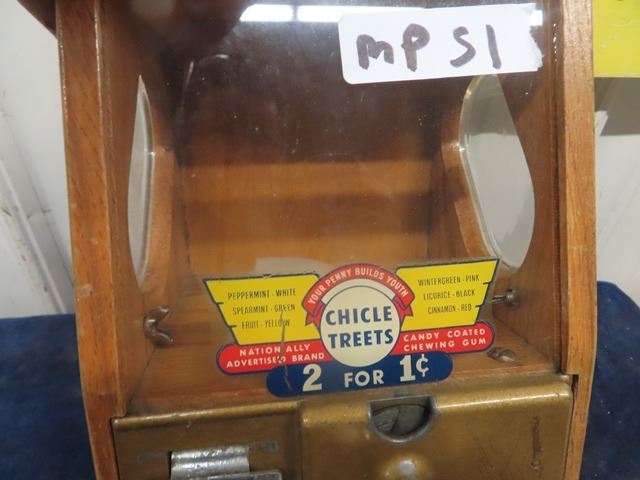 MP S1
YOUR PENNY BUILDS YOUTH
PEPPERMINT - WHITE
SPEARMINT - GREEN
FRUIT - YELLOW
WINTERGREEN - PINK
LICORICE - BLACK
CINNAMON - RED
CHICLE
TREETS
NATIONALLY
ADVERTISED BRAND
CANDY COATED
CHEWING GUM
2 FOR 1¢